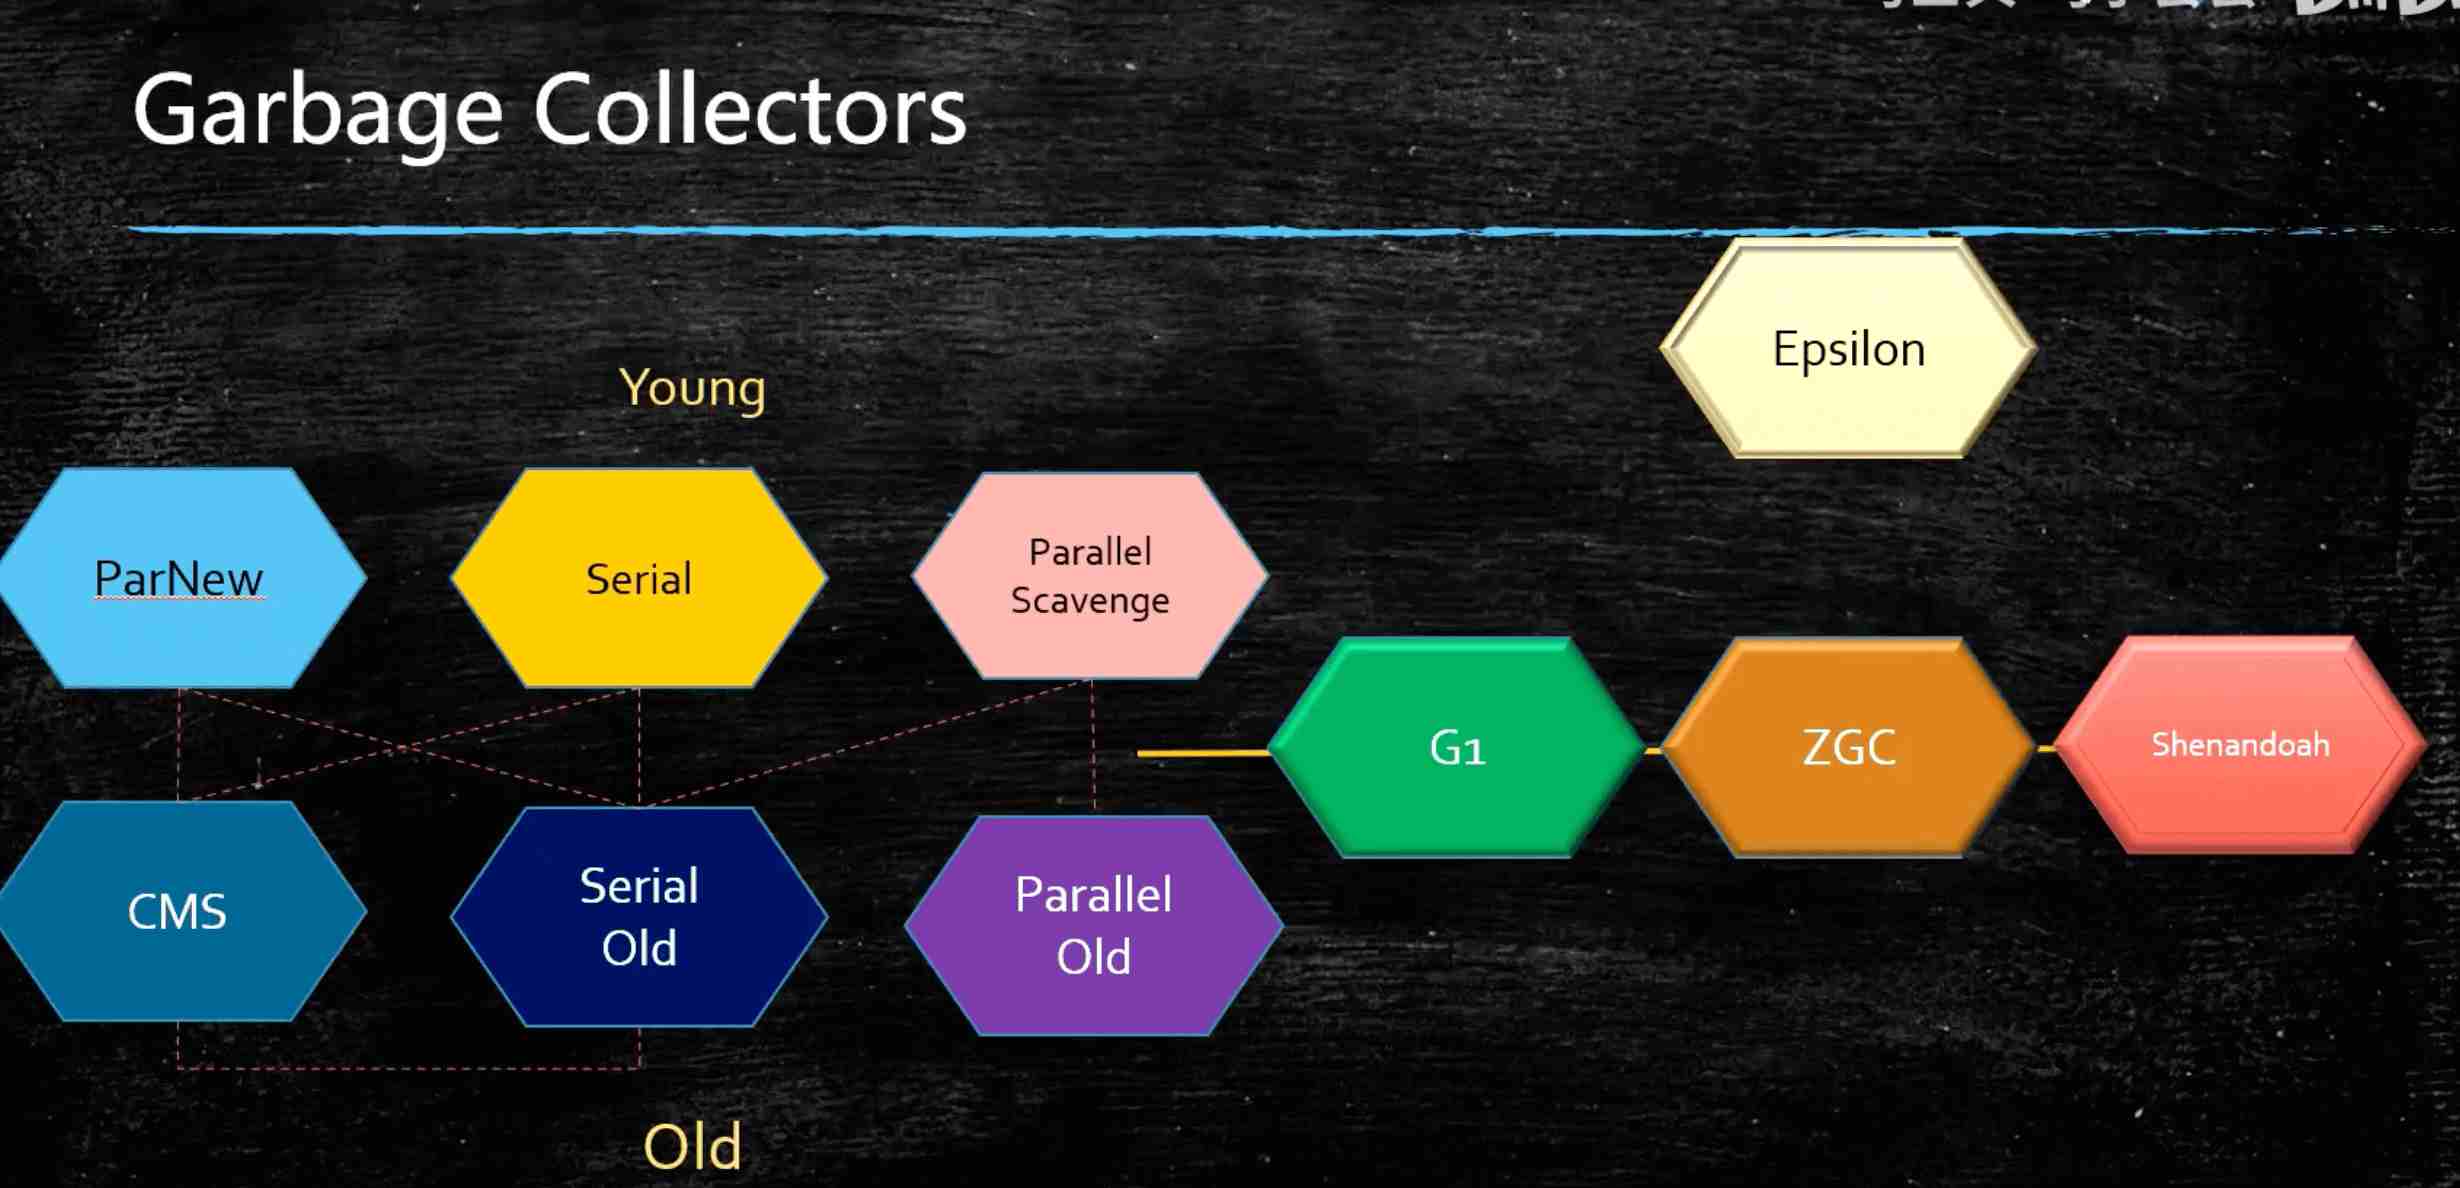 Garbage Collectors
Epsilon
Young
ParNew
Serial
Parallel
Scavenge
G1
ZGC
Shenandoah
CMS
Serial
Old
Parallel
Old
Old